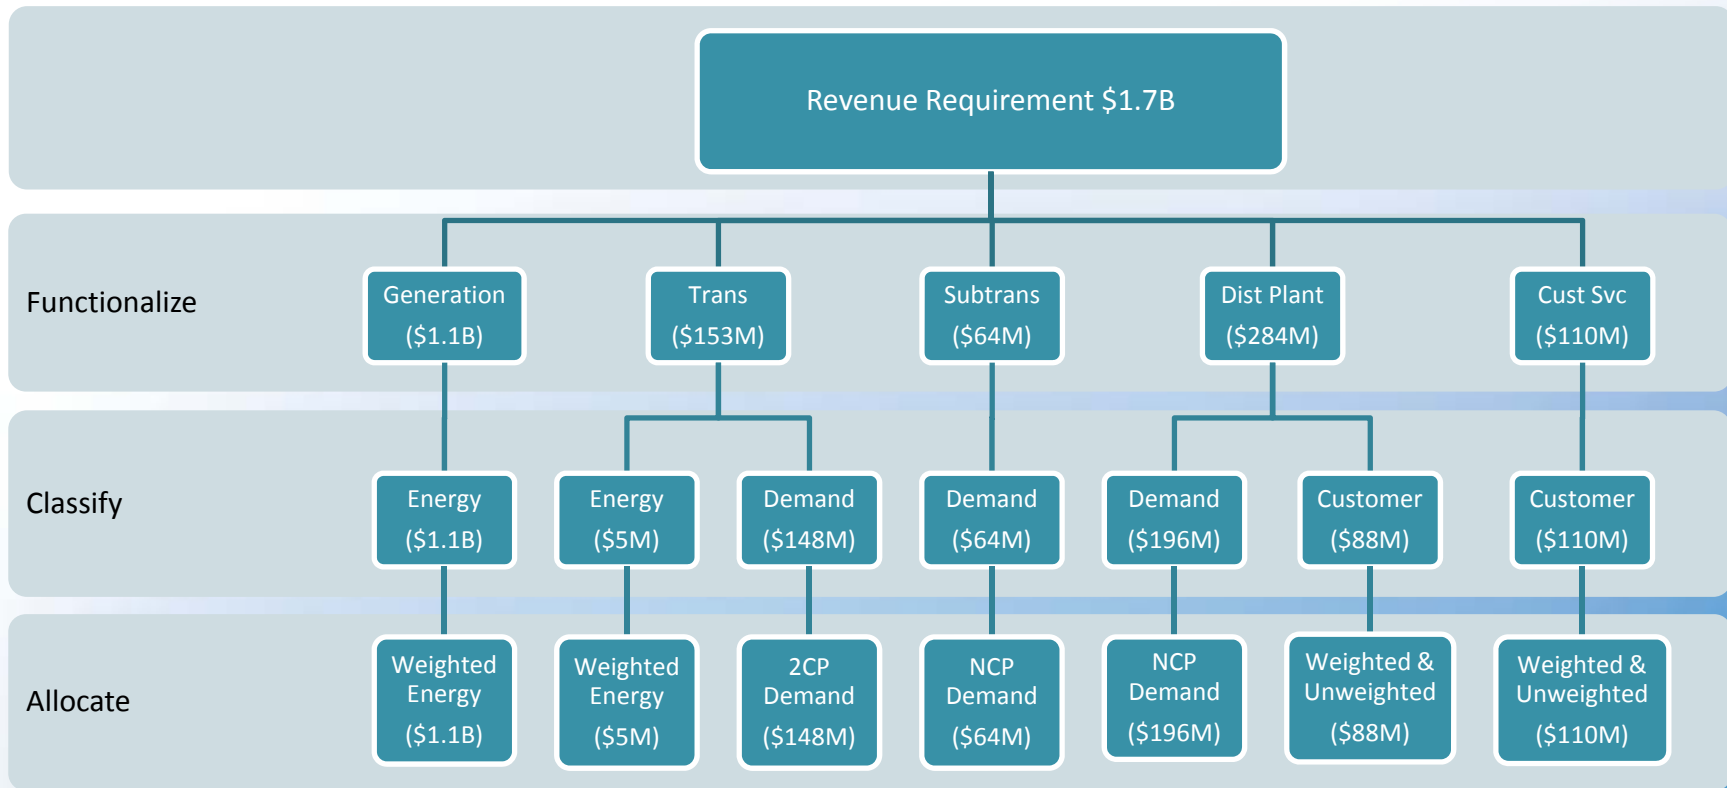 Revenue Requirement $1.7B
Functionalize
Generation
($1.1B)
Trans
($153M)
Subtrans
($64M)
Dist Plant
($284M)
Cust Svc
($110M)
Classify
Energy
($1.1B)
Energy
($5M)
Demand
($148M)
Demand
($64M)
Demand
($196M)
Customer
($88M)
Customer
($110M)
Allocate
Weighted
Energy
($1.1B)
Weighted
Energy
($5M)
2CP
Demand
($148M)
NCP
Demand
($64M)
NCP
Demand
($196M)
Weighted &
Unweighted
($88M)
Weighted &
Unweighted
($110M)